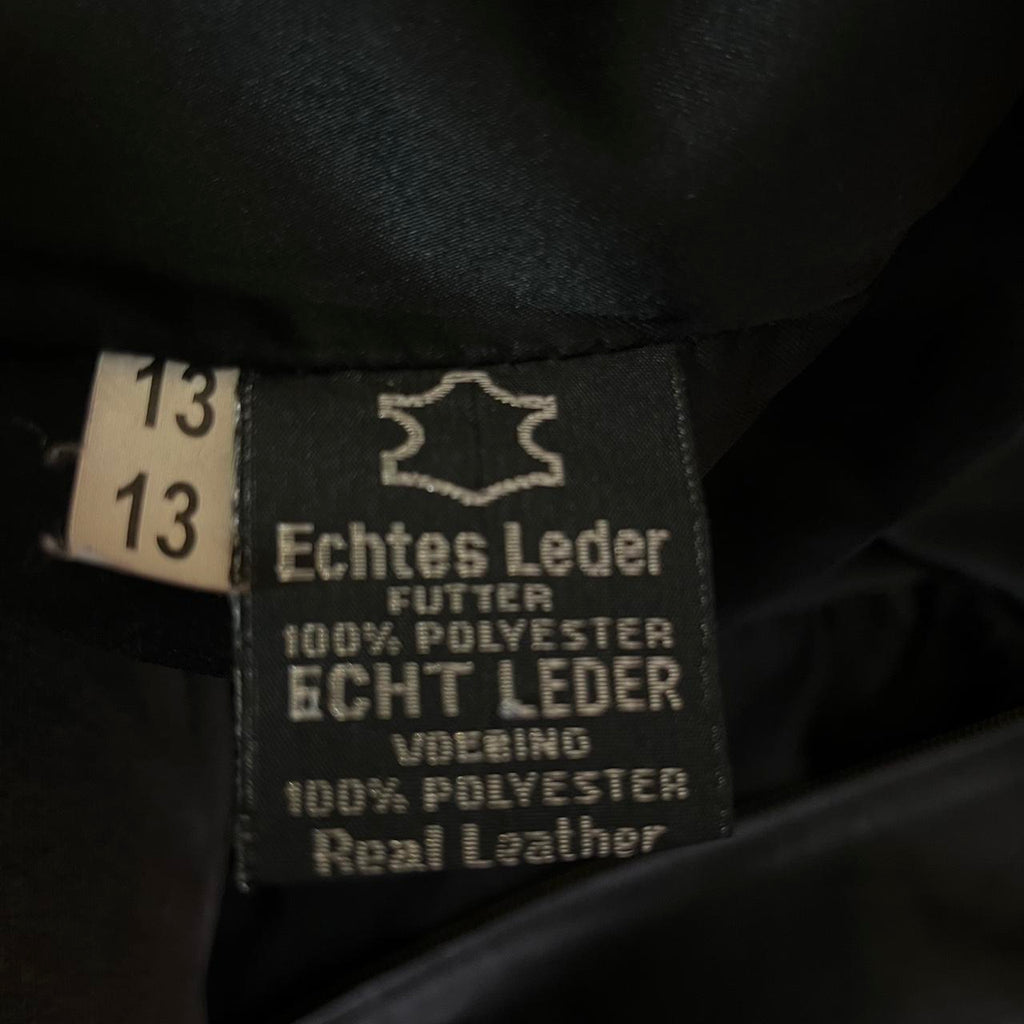 13
13
Echtes Leder
FUTTER
100% POLYESTER
ECHT LEDER
VOERING
100% POLYESTER
Real Leather